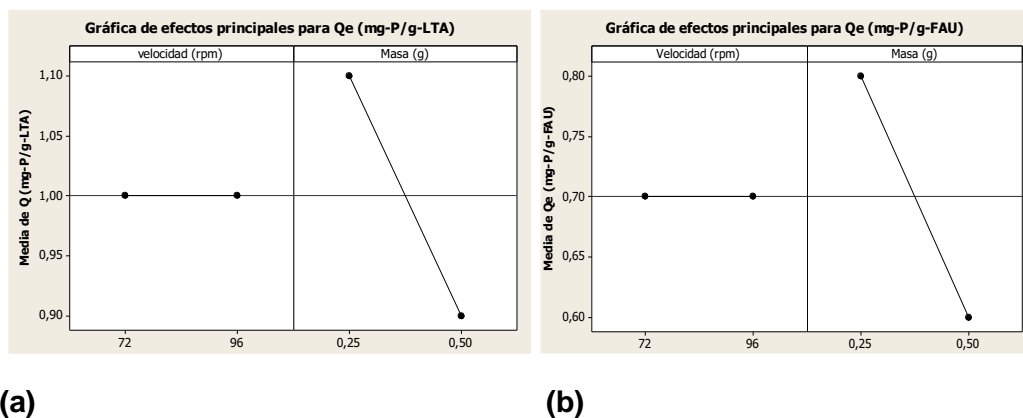 Gráfica de efectos principales para Qe (mg-P/g-LTA)
velocidad (rpm)
Masa (g)
Media de Q (mg-P/g-LTA)
1,10
1,05
1,00
0,95
0,90
72
96
0,25
0,50
(a)
Gráfica de efectos principales para Qe (mg-P/g-FAU)
Velocidad (rpm)
Masa (g)
Media de Qe (mg-P/g-FAU)
0,80
0,75
0,70
0,65
0,60
72
96
0,25
0,50
(b)